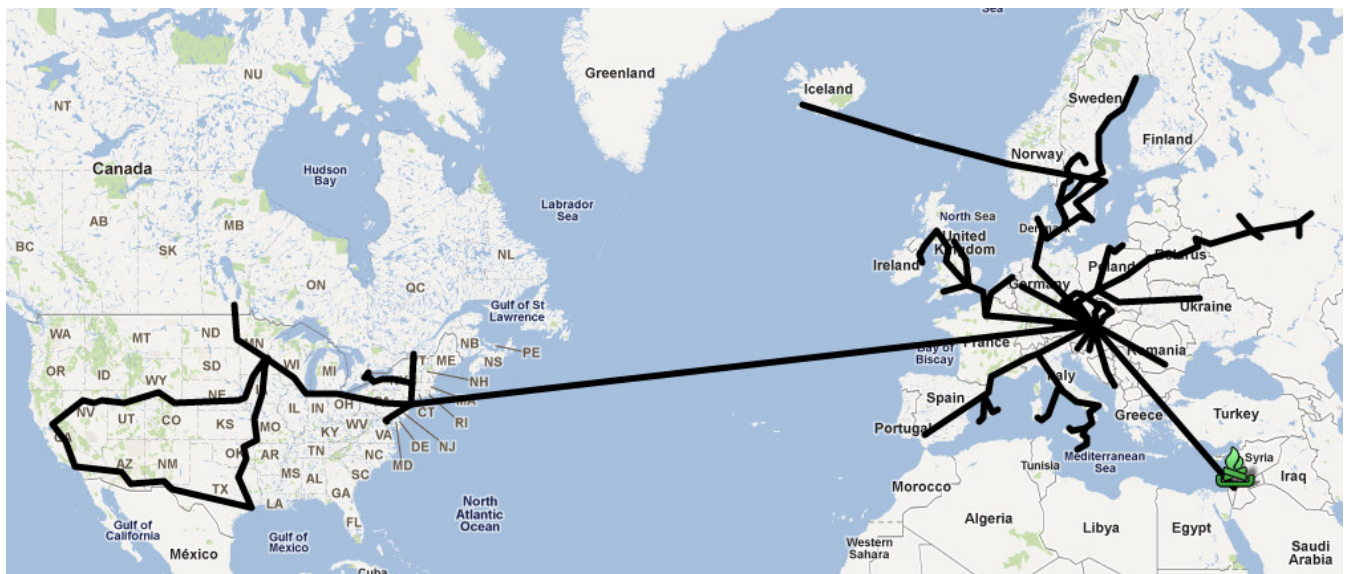 Sea
Greenland
Iceland
NU
NT
Sweden
Finland
Norway
Canada
Hudson
Bay
Labrador
Sea
North Sea
AB
MB
BC
SK
United
Kingdom
Ireland
NL
ON
QC
Belarus
Poland
Germany
Gulf of St
Lawrence
Ukraine
WA
MT
ND
MN
NB
PE
ME
NS
France
Bay of
Biscay
Romania
OR
ID
SD
WI
MI
NH
WY
NE
MA
Italy
Spain
Portugal
Greece
Turkey
NV
UT
CO
IL
IN
OH
CT
RI
KS
MO
KY
WV
VA
DE
NJ
MD
CA
AZ
NM
OK
AR
TN
NC
SC
Tunisia
Mediterranean
Sea
Syria
Iraq
MS
AL
GA
TX
LA
FL
Morocco
Algeria
Libya
Egypt
Gulf of
California
México
Gulf of
Mexico
North
Atlantic
Ocean
Western
Sahara
Saudi
Arabia
Cuba